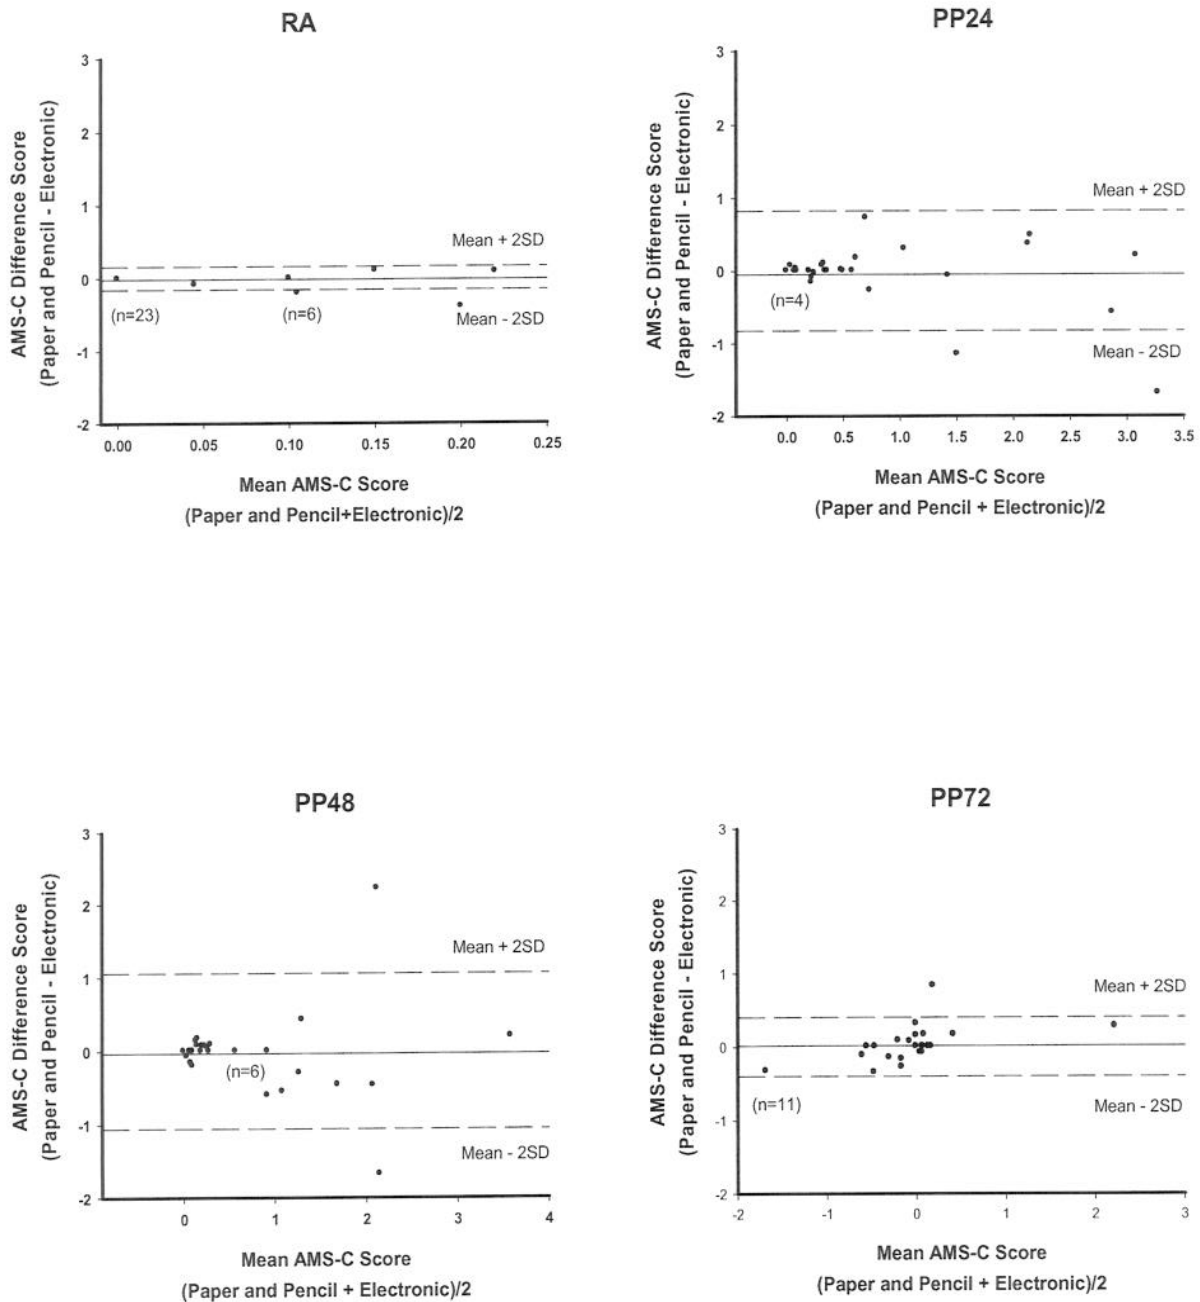 RA
3
2
1
0
-1
-2
AMS-C Difference Score
(Paper and Pencil - Electronic)
Mean + 2SD
(n=23)
(n=6)
Mean - 2SD
0.00 0.05 0.10 0.15 0.20 0.25
Mean AMS-C Score
(Paper and Pencil+Electronic)/2
PP24
3
2
1
0
-1
-2
AMS-C Difference Score
(Paper and Pencil - Electronic)
Mean + 2SD
(n=4)
Mean - 2SD
0.0 0.5 1.0 1.5 2.0 2.5 3.0 3.5
Mean AMS-C Score
(Paper and Pencil + Electronic)/2
PP48
3
2
1
0
-1
-2
AMS-C Difference Score
(Paper and Pencil - Electronic)
Mean + 2SD
(n=6)
Mean - 2SD
0 1 2 3 4
Mean AMS-C Score
(Paper and Pencil + Electronic)/2
PP72
3
2
1
0
-1
-2
AMS-C Difference Score
(Paper and Pencil - Electronic)
Mean + 2SD
(n=11)
Mean - 2SD
-2 -1 0 1 2 3
Mean AMS-C Score
(Paper and Pencil + Electronic)/2